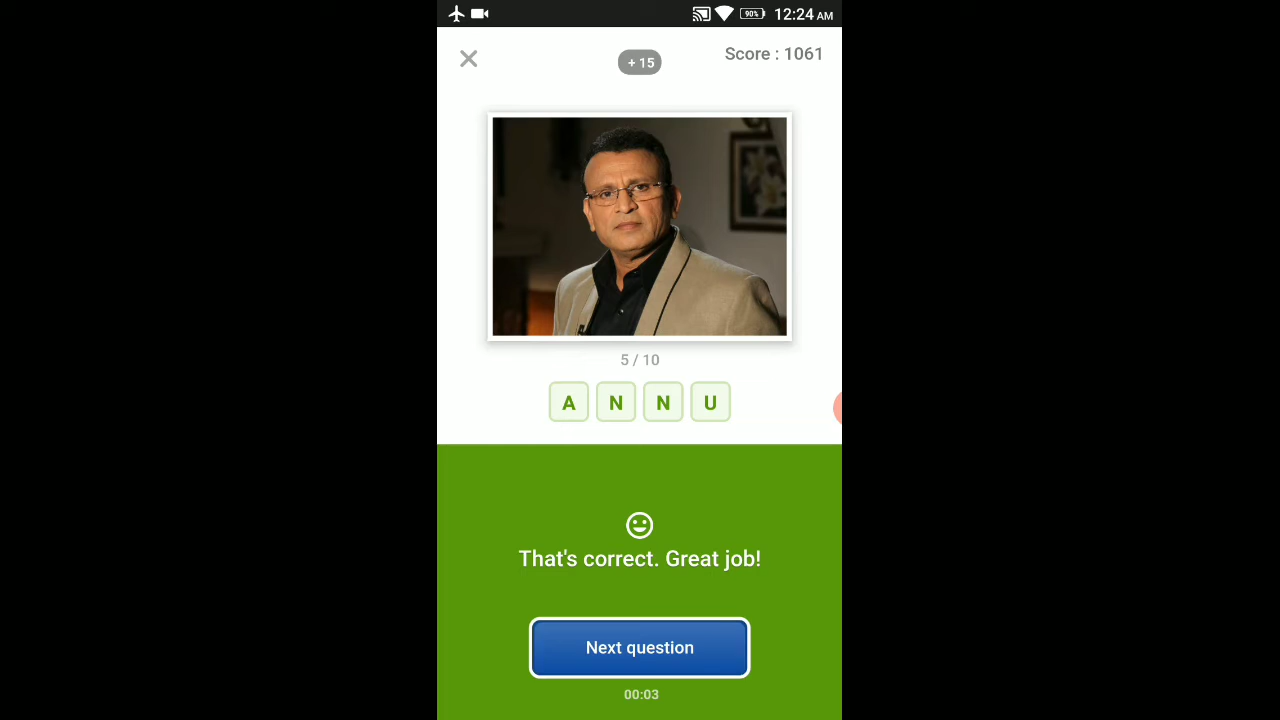 90% 12:24 AM
+ 15 Score : 1061
5 / 10
A N N U
That's correct. Great job!
Next question
00:03